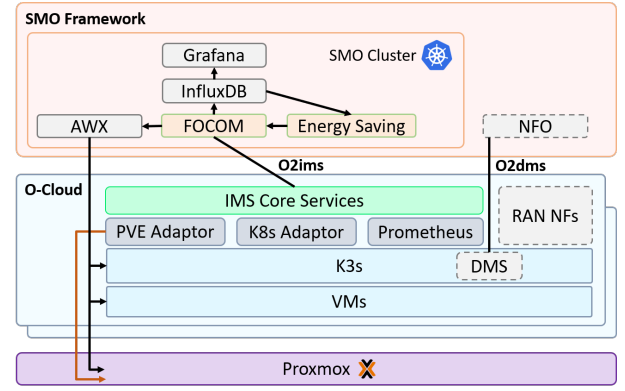 SMO Framework
Grafana
SMO Cluster
InfluxDB
AWX
FOCOM
Energy Saving
NFO
O2ims
O2dms
O-Cloud
IMS Core Services
RAN NFs
PVE Adaptor
K8s Adaptor
Prometheus
K3s
DMS
VMs
Proxmox